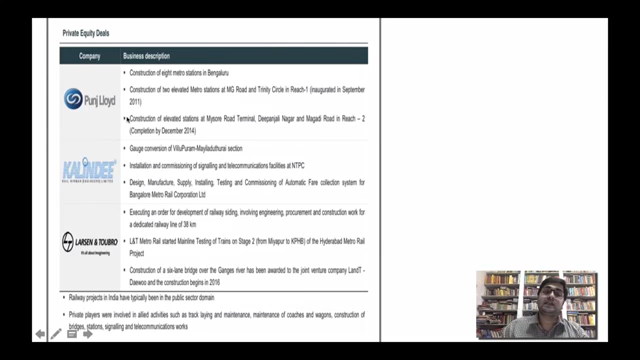 Private Equity Deals
Company
Business description
Punj Lloyd
Construction of eight metro stations in Bengaluru
Construction of two elevated Metro stations at MG Road and Trinity Circle in Reach-1 (inaugurated in September
2011)
Construction of elevated stations at Mysore Road Terminal, Deepanjali Nagar and Magadi Road in Reach – 2
(Completion by December 2014)
KALINDEE
Gauge conversion of VilluPuram-Mayiladuthurai section
Installation and commissioning of signalling and telecommunications facilities at NTPC
Design, Manufacture, Supply, Installing, Testing and Commissioning of Automatic Fare collection system for
Bangalore Metro Rail Corporation Ltd
LARSEN & TOUBRO
It's all about Imagineering
Executing an order for development of railway siding, involving engineering, procurement and construction work for
a dedicated railway line of 38 km
L&T Metro Rail started Mainline Testing of Trains on Stage 2 (from Miyapur to KPHB) of the Hyderabad Metro Rail
Project
Construction of a six-lane bridge over the Ganges river has been awarded to the joint venture company LandT -
Daewoo and the construction begins in 2016
Railway projects in India have typically been in the public sector domain
Private players were involved in allied activities such as track laying and maintenance, maintenance of coaches and wagons, construction of
bridges, stations, signalling and telecommunications works